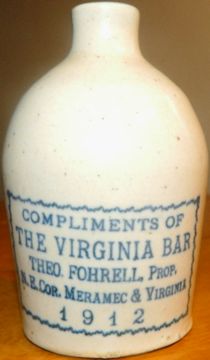 COMPLIMENTS OF
THE VIRGINIA BAR
THEO. FOHRELL, PROP.
N.E. COR. MERAMEC & VIRGINIA
1912